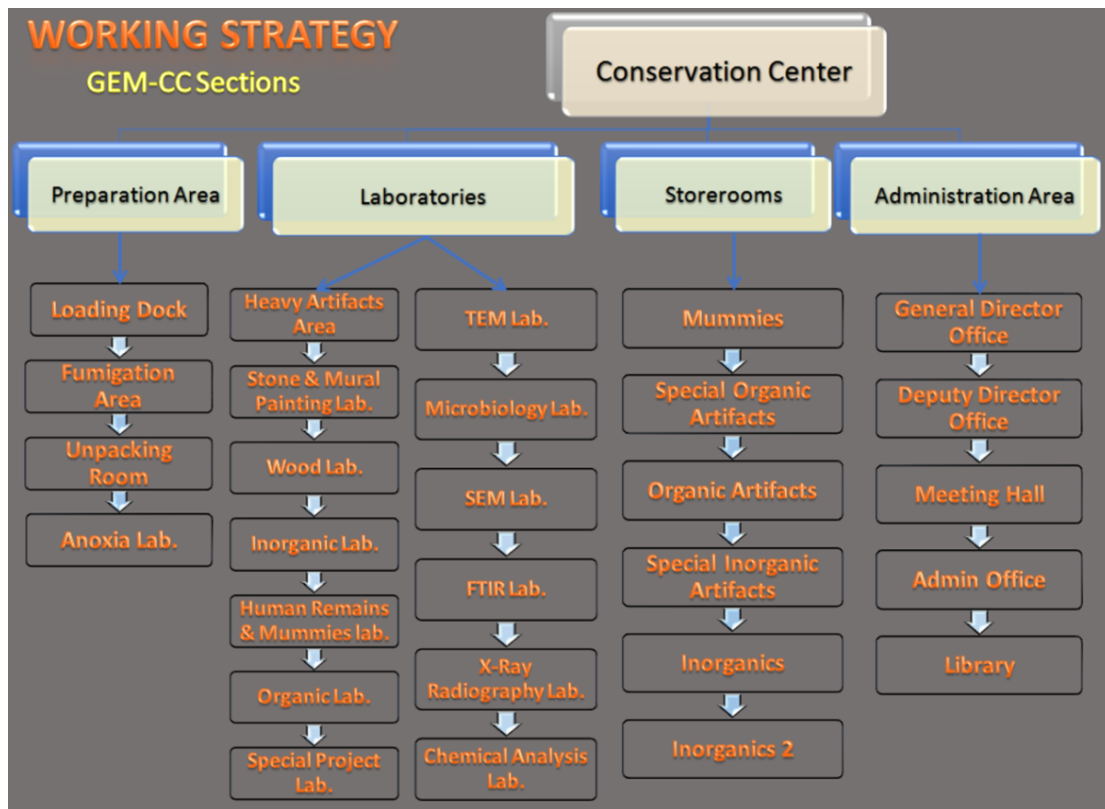 WORKING STRATEGY
GEM-CC Sections
Conservation Center
Preparation Area
Laboratories
Storerooms
Administration Area
Loading Dock
Fumigation
Area
Unpacking
Room
Anoxia Lab.
Heavy Artifacts
Area
Stone & Mural
Painting Lab.
Wood Lab.
Inorganic Lab.
Human Remains
& Mummies lab.
Organic Lab.
Special Project
Lab.
TEM Lab.
Microbiology Lab.
SEM Lab.
FTIR Lab.
X-Ray
Radiography Lab.
Chemical Analysis
Lab.
Mummies
Special Organic
Artifacts
Organic Artifacts
Special Inorganic
Artifacts
Inorganics
Inorganics 2
General Director
Office
Deputy Director
Office
Meeting Hall
Admin Office
Library